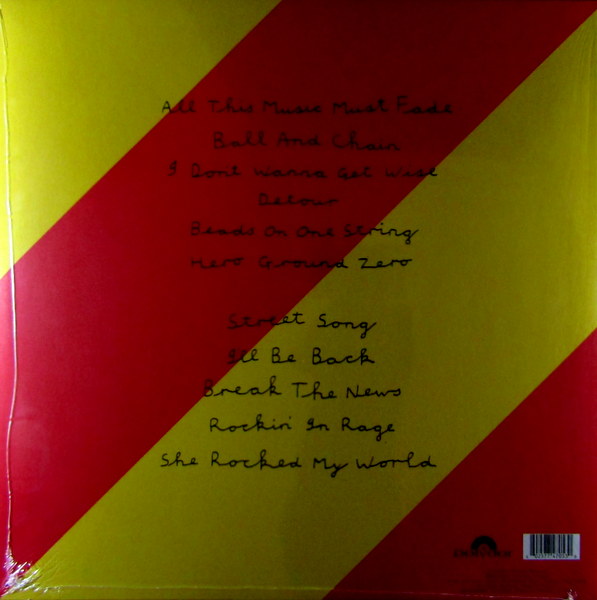 All This Music Must Fade
Ball And Chain
I Dont Wanna Get Wise
Detour
Beads On One String
Hero Ground Zero
Street Song
I'll Be Back
Break The News
Rockin' In Rage
She Rocked My World